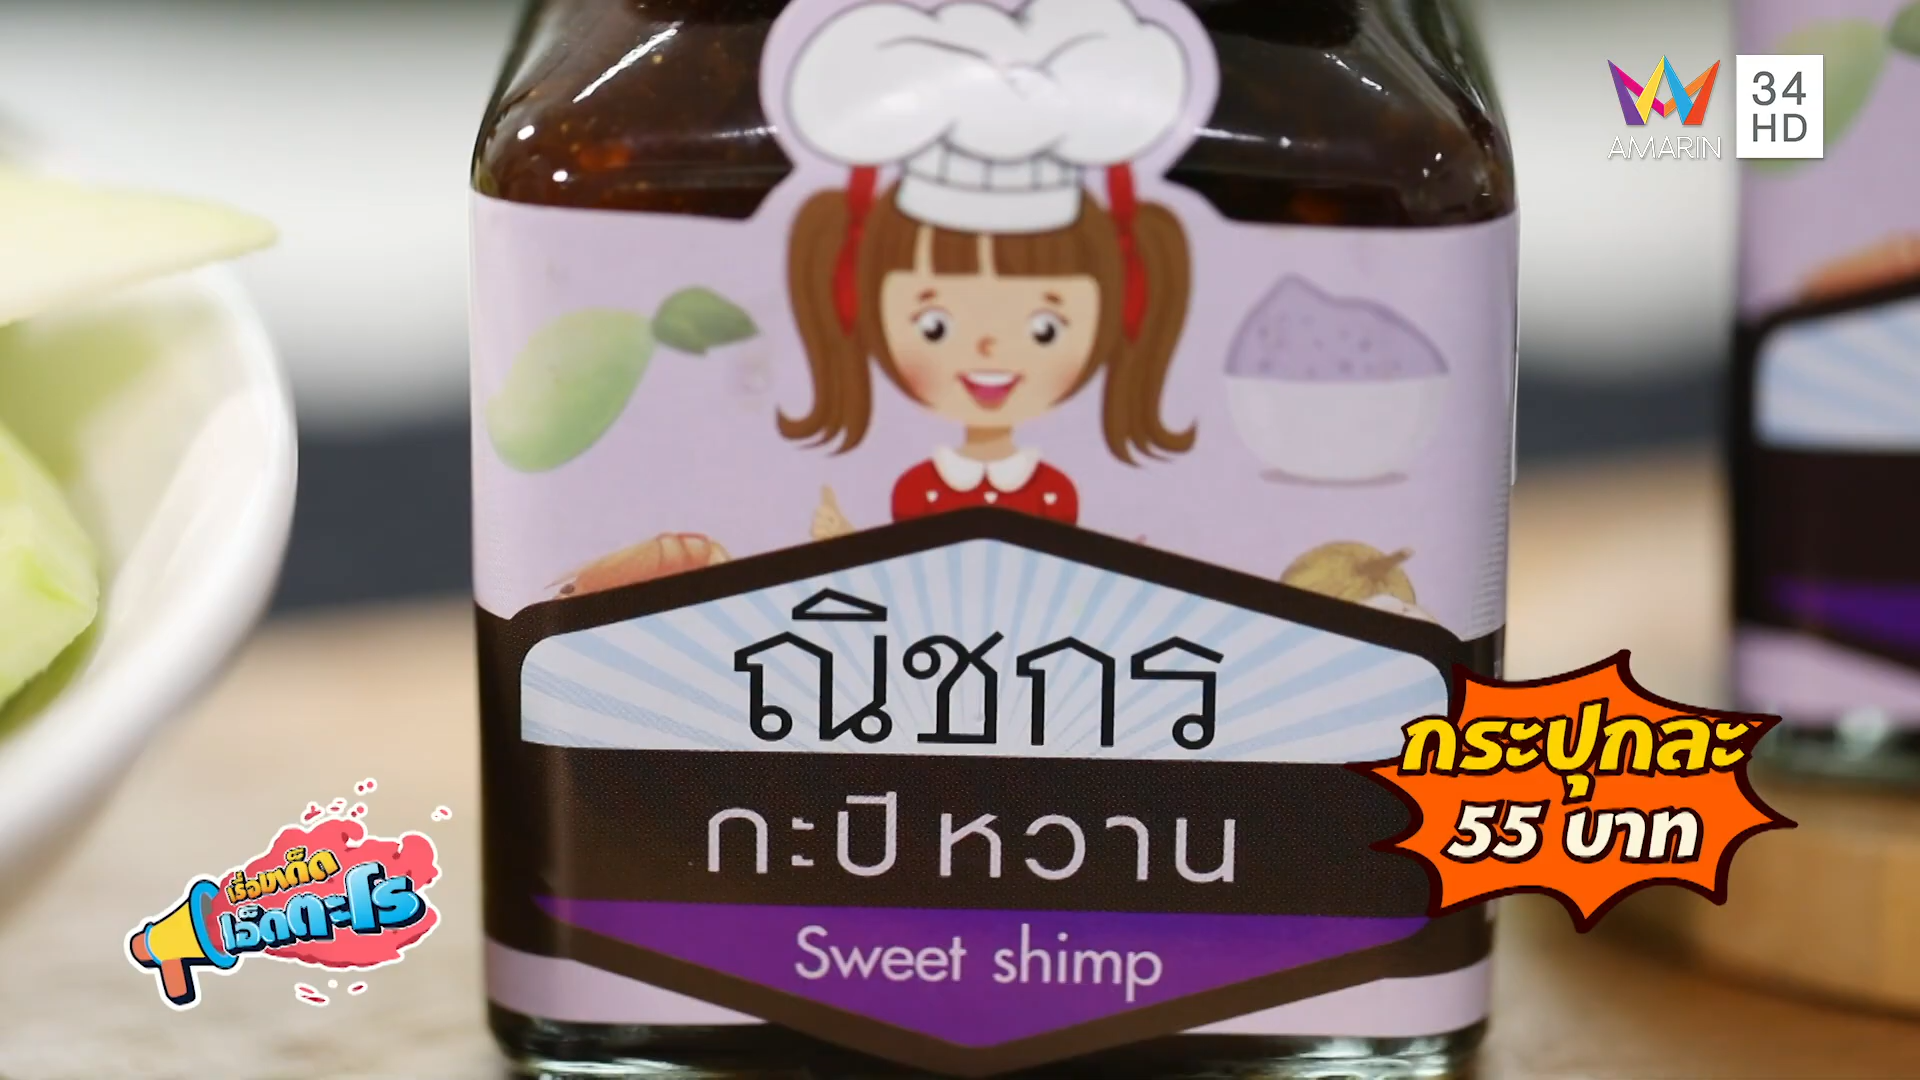 AMARIN
34
HD
ณิชกร
กะปิหวาน
Sweet shimp
กระปุกละ
55 บาท
เรื่องเด็ด
เอ็ดตะโร